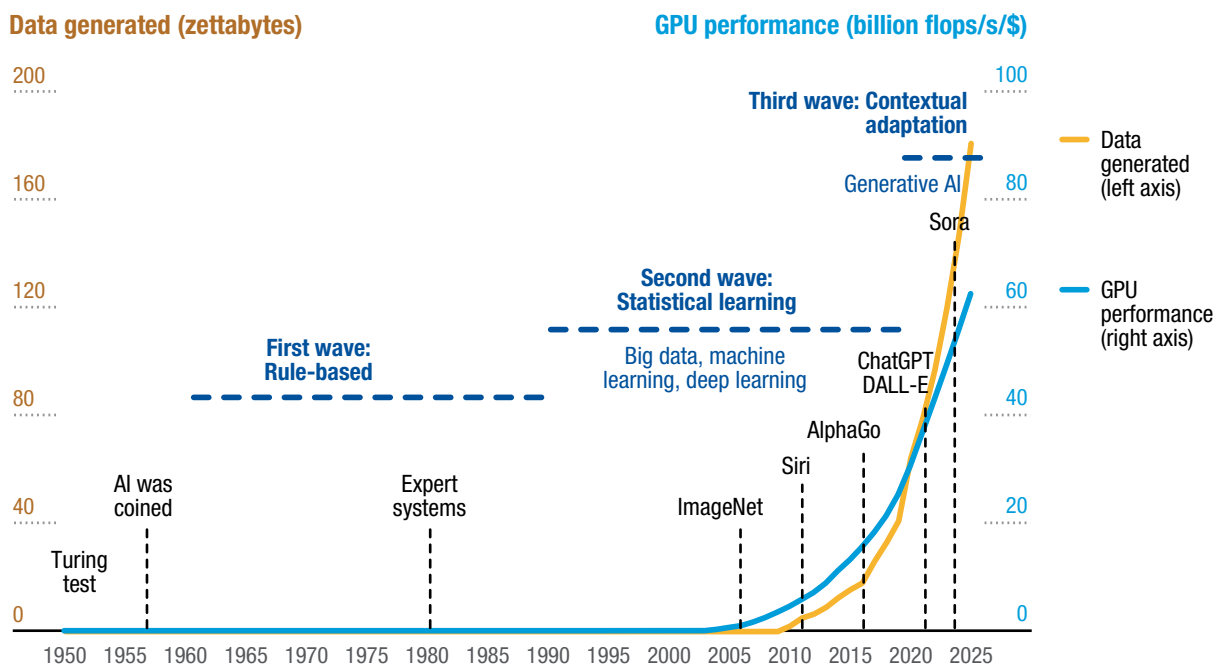 Data generated (zettabytes)
GPU performance (billion flops/s/$)
200
100
Third wave: Contextual
adaptation
Data
generated
(left axis)
160
Generative AI
80
Sora
Second wave:
Statistical learning
120
60
GPU
performance
(right axis)
First wave:
Rule-based
Big data, machine
learning, deep learning
ChatGPT
DALL-E
80
40
AlphaGo
Siri
AI was
coined
Expert
systems
ImageNet
40
20
Turing
test
0
0
1950 1955 1960 1965 1970 1975 1980 1985 1990 1995 2000 2005 2010 2015 2020 2025